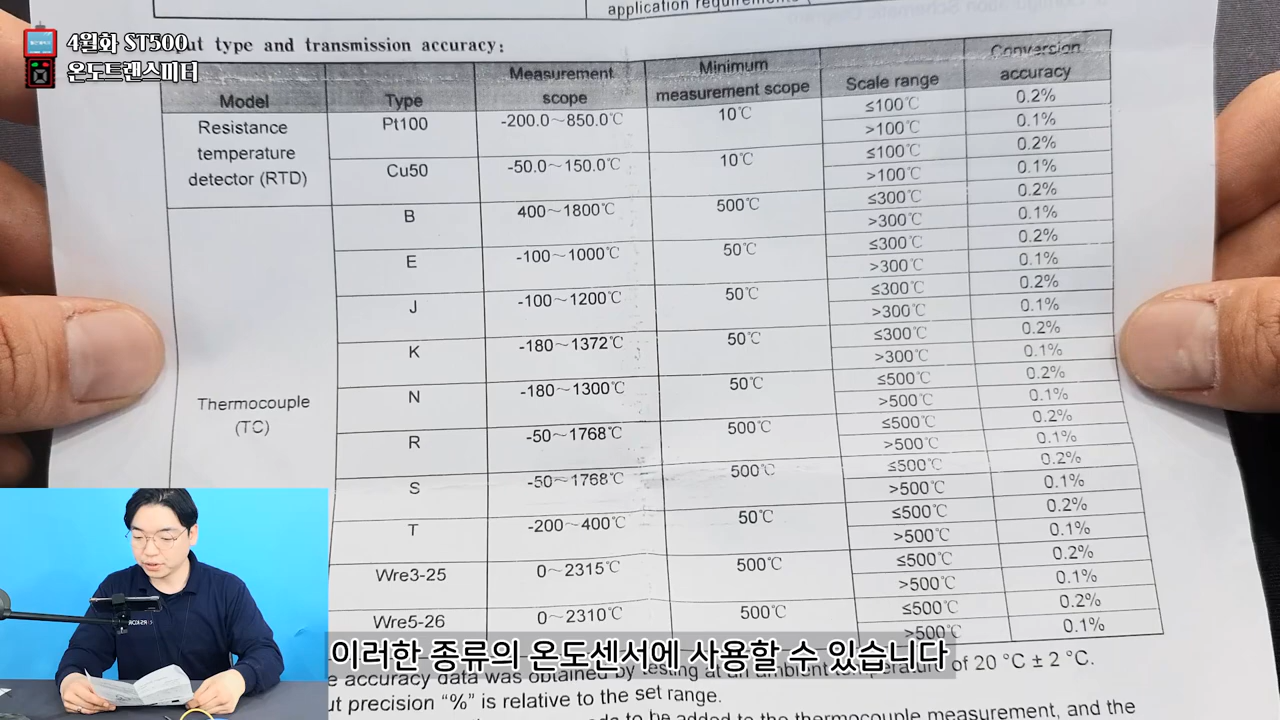 application requirements
4월화 ST500
온도트랜스미터
ut type and transmission accuracy:
Model Type Measurement scope Minimum measurement scope Scale range Conversion accuracy
Resistance temperature detector (RTD) Pt100 -200.0～850.0℃ 10℃ ≤100℃ 0.2%
>100℃ 0.1%
Cu50 -50.0～150.0℃ 10℃ ≤100℃ 0.2%
>100℃ 0.1%
Thermocouple (TC) B 400～1800℃ 500℃ ≤300℃ 0.2%
>300℃ 0.1%
E -100～1000℃ 50℃ ≤300℃ 0.2%
>300℃ 0.1%
J -100～1200℃ 50℃ ≤300℃ 0.2%
>300℃ 0.1%
K -180～1372℃ 50℃ ≤300℃ 0.2%
>300℃ 0.1%
N -180～1300℃ 50℃ ≤500℃ 0.2%
>500℃ 0.1%
R -50～1768℃ 500℃ ≤500℃ 0.2%
>500℃ 0.1%
S -50～1768℃ 500℃ ≤500℃ 0.2%
>500℃ 0.1%
T -200～400℃ 50℃ ≤500℃ 0.2%
>500℃ 0.1%
Wre3-25 0～2315℃ 500℃ ≤500℃ 0.2%
>500℃ 0.1%
Wre5-26 0～2310℃ 500℃ ≤500℃ 0.2%
>500℃ 0.1%
이러한 종류의 온도센서에 사용할 수 있습니다
e accuracy data was obtained by testing at an ambient temperature of 20 °C ± 2 °C.
ut precision “%” is relative to the set range.
to be added to the thermocouple measurement, and the